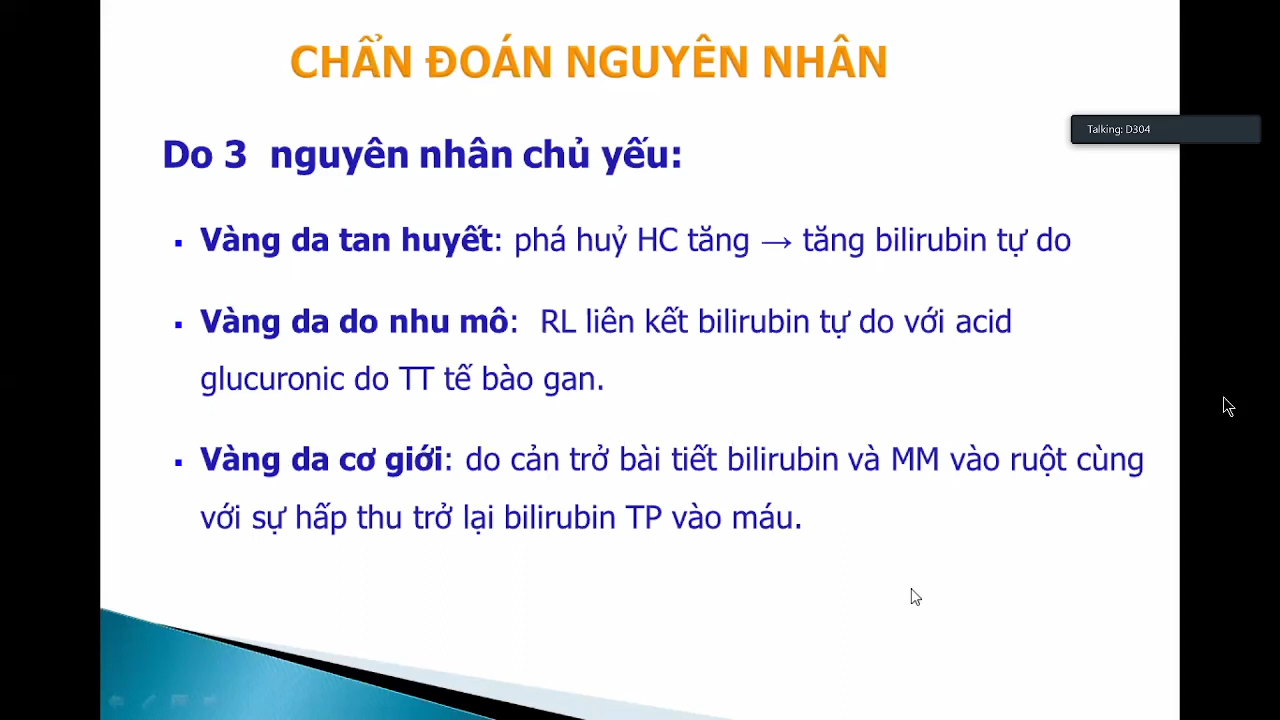 CHẨN ĐOÁN NGUYÊN NHÂN
Talking: D304
Do 3 nguyên nhân chủ yếu:
▪ Vàng da tan huyết: phá huỷ HC tăng → tăng bilirubin tự do
▪ Vàng da do nhu mô: RL liên kết bilirubin tự do với acid
glucuronic do TT tế bào gan.
▪ Vàng da cơ giới: do cản trở bài tiết bilirubin và MM vào ruột cùng
với sự hấp thu trở lại bilirubin TP vào máu.